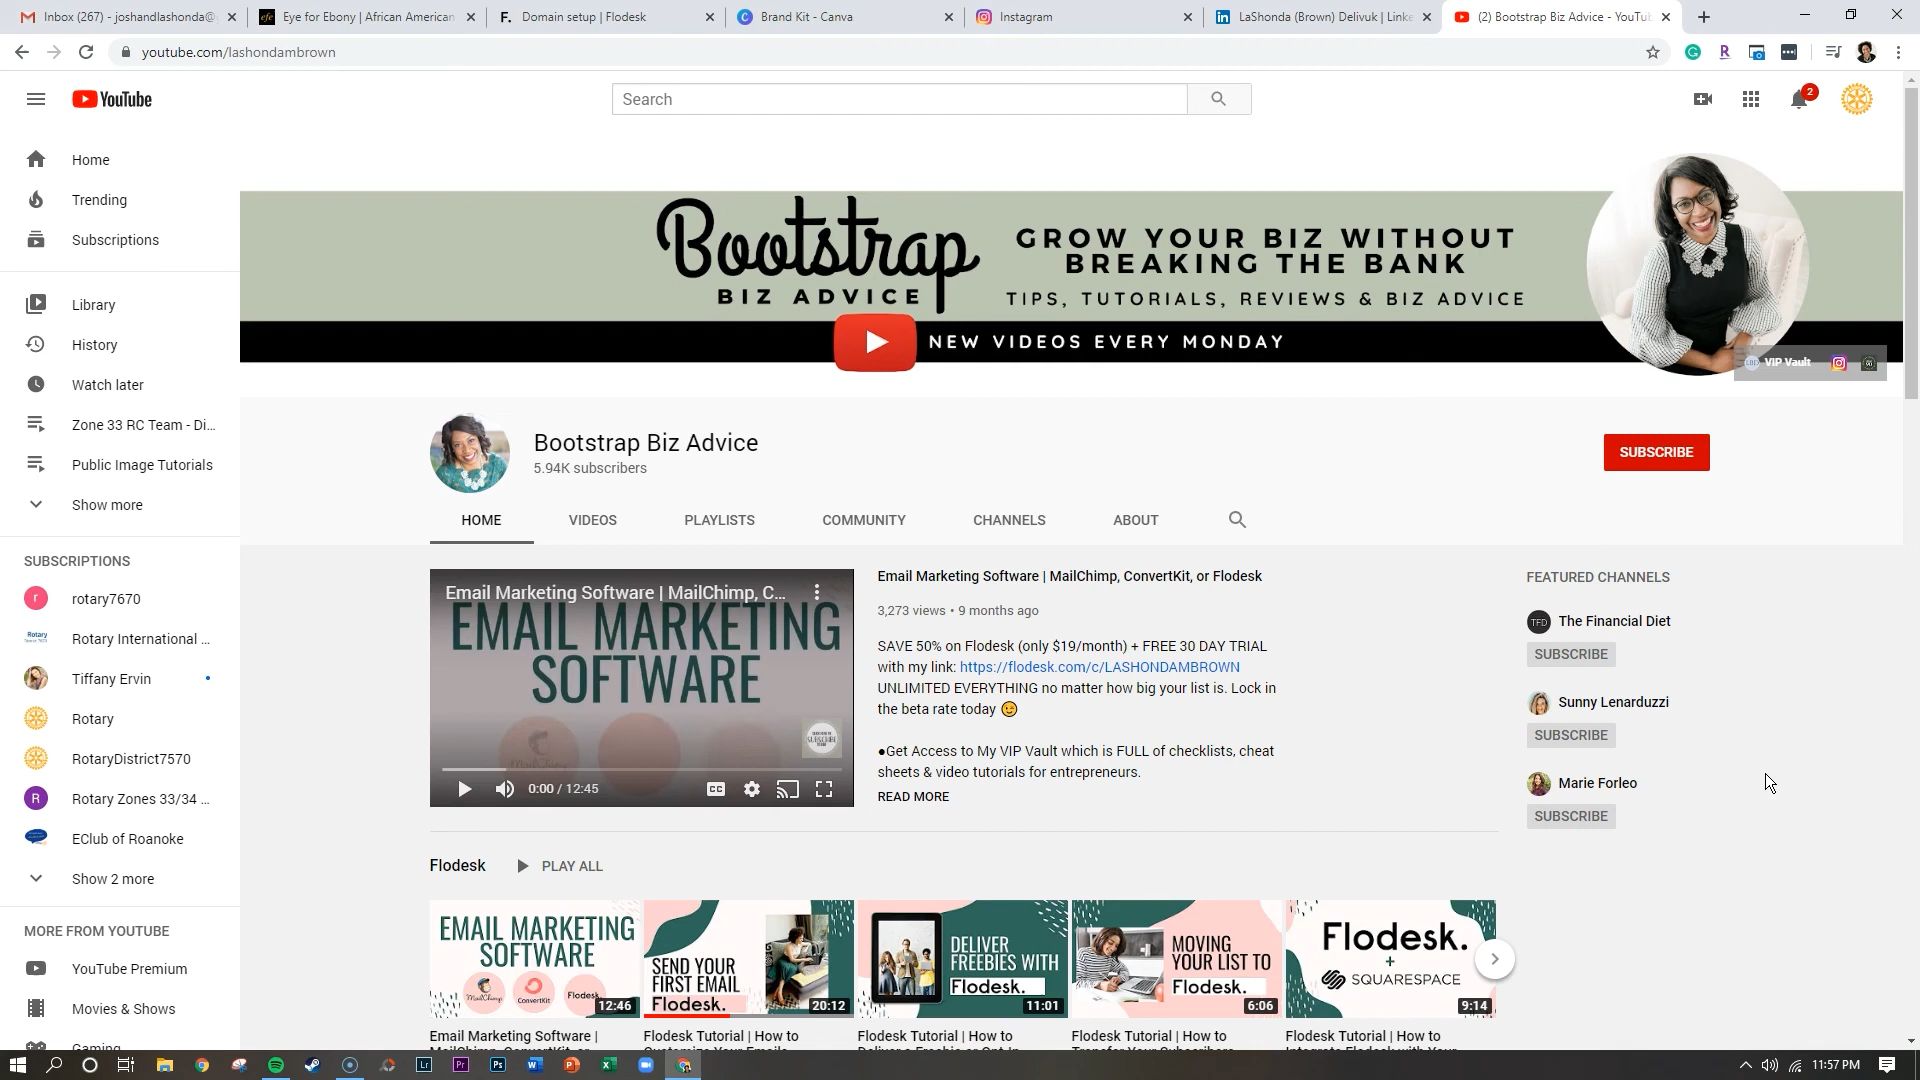 Inbox (267) - joshandlashonda@
Eye for Ebony | African American
Domain setup | Flodesk
Brand Kit - Canva
Instagram
LaShonda (Brown) Delivuk | Linke
(2) Bootstrap Biz Advice - YouTu
youtube.com/lashondambrown
YouTube
Search
2
Home
Trending
Subscriptions
Library
History
Watch later
Zone 33 RC Team - Di...
Public Image Tutorials
Show more
SUBSCRIPTIONS
rotary7670
Rotary International ...
Tiffany Ervin
Rotary
RotaryDistrict7570
Rotary Zones 33/34 ...
EClub of Roanoke
Show 2 more
MORE FROM YOUTUBE
YouTube Premium
Movies & Shows
Gaming
Bootstrap
BIZ ADVICE
GROW YOUR BIZ WITHOUT
BREAKING THE BANK
TIPS, TUTORIALS, REVIEWS & BIZ ADVICE
NEW VIDEOS EVERY MONDAY
VIP Vault
Bootstrap Biz Advice
5.94K subscribers
SUBSCRIBE
HOME
VIDEOS
PLAYLISTS
COMMUNITY
CHANNELS
ABOUT
Email Marketing Software | MailChimp, C...
EMAIL MARKETING
SOFTWARE
MailChimp
0:00 / 12:45
Email Marketing Software | MailChimp, ConvertKit, or Flodesk
3,273 views • 9 months ago
SAVE 50% on Flodesk (only $19/month) + FREE 30 DAY TRIAL
with my link: https://flodesk.com/c/LASHONDAMBROWN
UNLIMITED EVERYTHING no matter how big your list is. Lock in
the beta rate today 😉
●Get Access to My VIP Vault which is FULL of checklists, cheat
sheets & video tutorials for entrepreneurs.
READ MORE
FEATURED CHANNELS
TFD
The Financial Diet
SUBSCRIBE
Sunny Lenarduzzi
SUBSCRIBE
Marie Forleo
SUBSCRIBE
Flodesk
PLAY ALL
EMAIL MARKETING
SOFTWARE
MailChimp
ConvertKit
Flodesk
12:46
SEND YOUR
FIRST EMAIL
Flodesk.
20:12
DELIVER
FREEBIES WITH
Flodesk.
11:01
MOVING
YOUR LIST TO
Flodesk.
6:06
Flodesk.
+
SQUARESPACE
9:14
Email Marketing Software |
Flodesk Tutorial | How to
Flodesk Tutorial | How to
Flodesk Tutorial | How to
Flodesk Tutorial | How to
11:57 PM